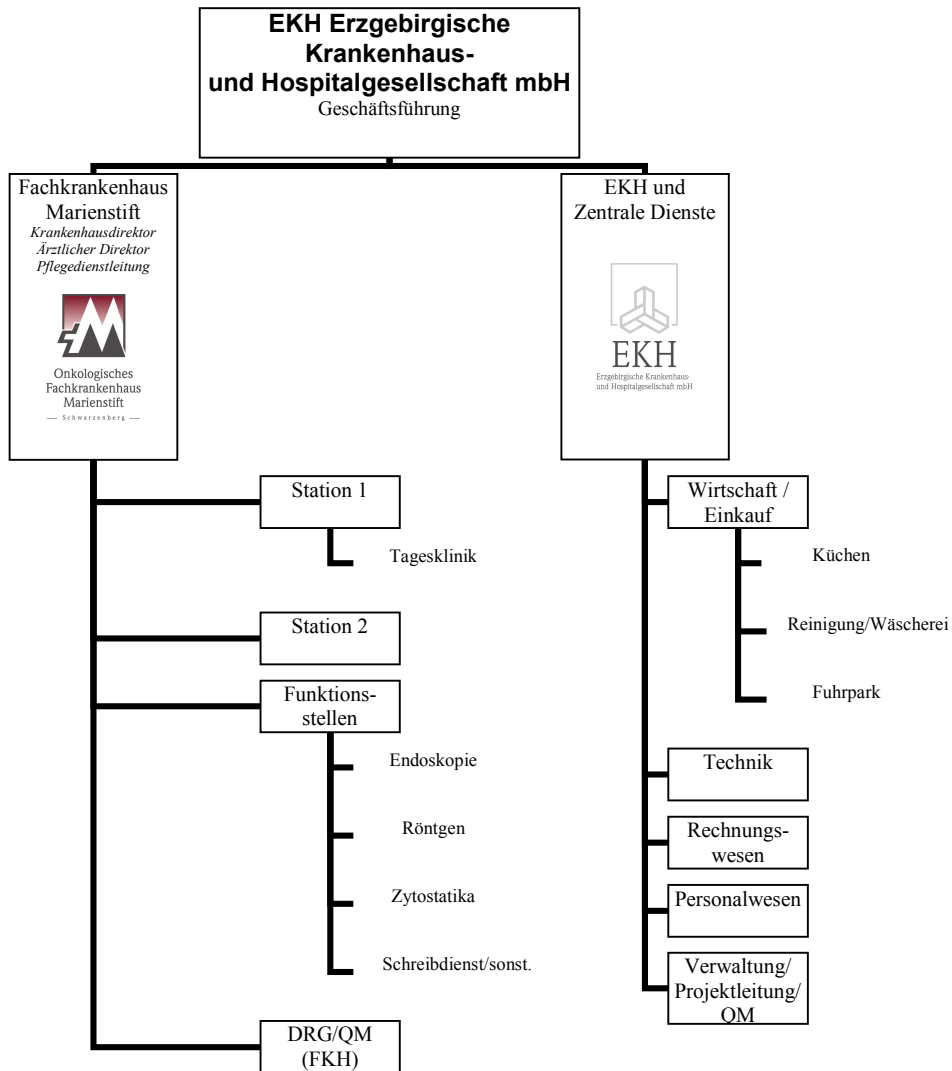 EKH Erzgebirgische
Krankenhaus-
und Hospitalgesellschaft mbH
Geschäftsführung
Fachkrankenhaus
Marienstift
Krankenhausdirektor
Ärztlicher Direktor
Pflegedienstleitung
Onkologisches
Fachkrankenhaus
Marienstift
Schwarzenberg
EKH und
Zentrale Dienste
EKH
Erzgebirgische Krankenhaus-
und Hospitalgesellschaft mbH
Station 1
Tagesklinik
Station 2
Funktions-
stellen
Endoskopie
Röntgen
Zytostatika
Schreibdienst/sonst.
DRG/QM
(FKH)
Wirtschaft /
Einkauf
Küchen
Reinigung/Wäscherei
Fuhrpark
Technik
Rechnungs-
wesen
Personalwesen
Verwaltung/
Projektleitung/
QM